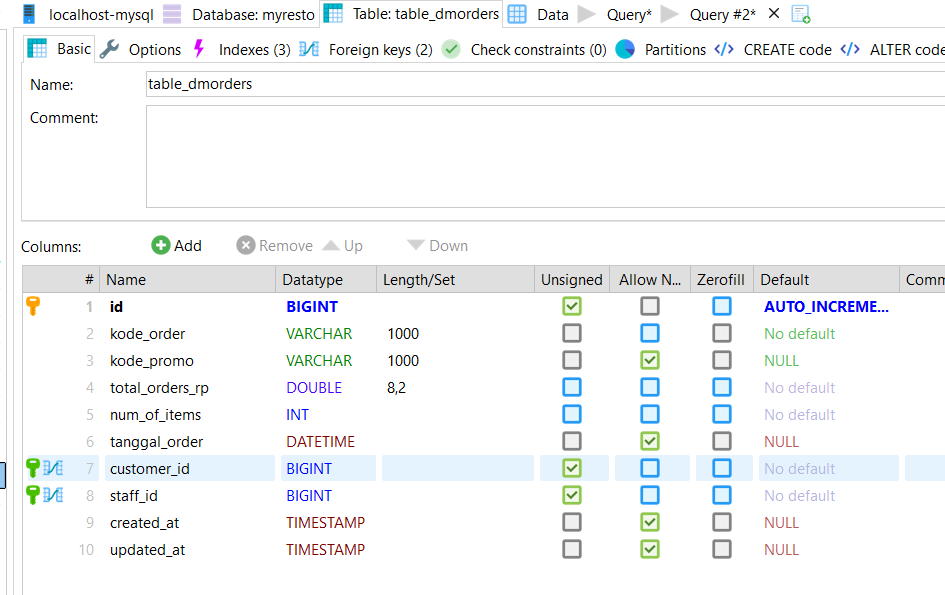 localhost-mysql Database: myresto Table: table_dmorders Data Query* Query #2*
Basic Options Indexes (3) Foreign keys (2) Check constraints (0) Partitions CREATE code ALTER code
Name: table_dmorders
Comment:
Columns: Add Remove Up Down
# Name Datatype Length/Set Unsigned Allow N... Zerofill Default Comm
1 id BIGINT AUTO_INCREME...
2 kode_order VARCHAR 1000 No default
3 kode_promo VARCHAR 1000 NULL
4 total_orders_rp DOUBLE 8,2 No default
5 num_of_items INT No default
6 tanggal_order DATETIME NULL
7 customer_id BIGINT No default
8 staff_id BIGINT No default
9 created_at TIMESTAMP NULL
10 updated_at TIMESTAMP NULL